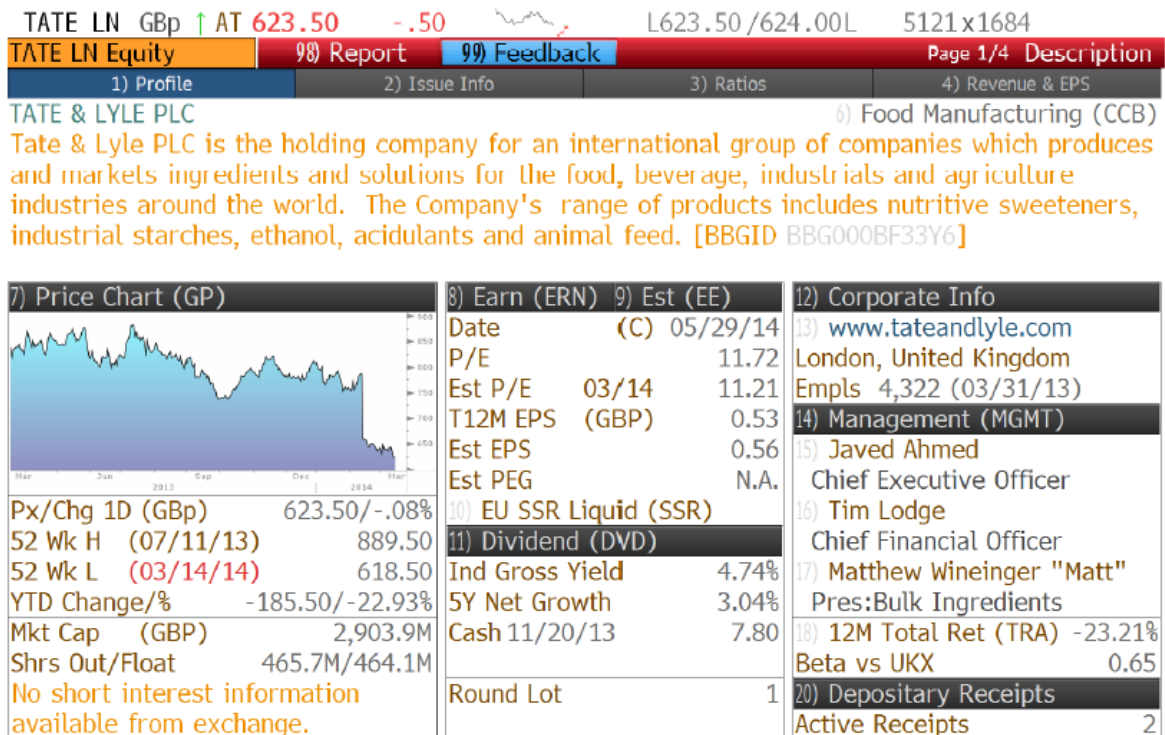 TATE LN GBp ↑ AT 623.50 -.50 L623.50/624.00L 5121x1684
TATE LN Equity 98) Report 99) Feedback Page 1/4 Description
1) Profile 2) Issue Info 3) Ratios 4) Revenue & EPS
TATE & LYLE PLC 6) Food Manufacturing (CCB)
Tate & Lyle PLC is the holding company for an international group of companies which produces
and markets ingredients and solutions for the food, beverage, industrials and agriculture
industries around the world. The Company's range of products includes nutritive sweeteners,
industrial starches, ethanol, acidulants and animal feed. [BBGID BBG000BF33Y6]
7) Price Chart (GP)
900
850
800
750
700
650
Mar Jun Sep Dec Mar
2013 2014
Px/Chg 1D (GBp) 623.50/-.08%
52 Wk H (07/11/13) 889.50
52 Wk L (03/14/14) 618.50
YTD Change/% -185.50/-22.93%
Mkt Cap (GBP) 2,903.9M
Shrs Out/Float 465.7M/464.1M
No short interest information
available from exchange.
8) Earn (ERN) 9) Est (EE)
Date (C) 05/29/14
P/E 11.72
Est P/E 03/14 11.21
T12M EPS (GBP) 0.53
Est EPS 0.56
Est PEG N.A.
10) EU SSR Liquid (SSR)
11) Dividend (DVD)
Ind Gross Yield 4.74%
5Y Net Growth 3.04%
Cash 11/20/13 7.80
Round Lot 1
12) Corporate Info
13) www.tateandlyle.com
London, United Kingdom
Empls 4,322 (03/31/13)
14) Management (MGMT)
15) Javed Ahmed
Chief Executive Officer
16) Tim Lodge
Chief Financial Officer
17) Matthew Wineinger "Matt"
Pres:Bulk Ingredients
18) 12M Total Ret (TRA) -23.21%
Beta vs UKX 0.65
20) Depositary Receipts
Active Receipts 2